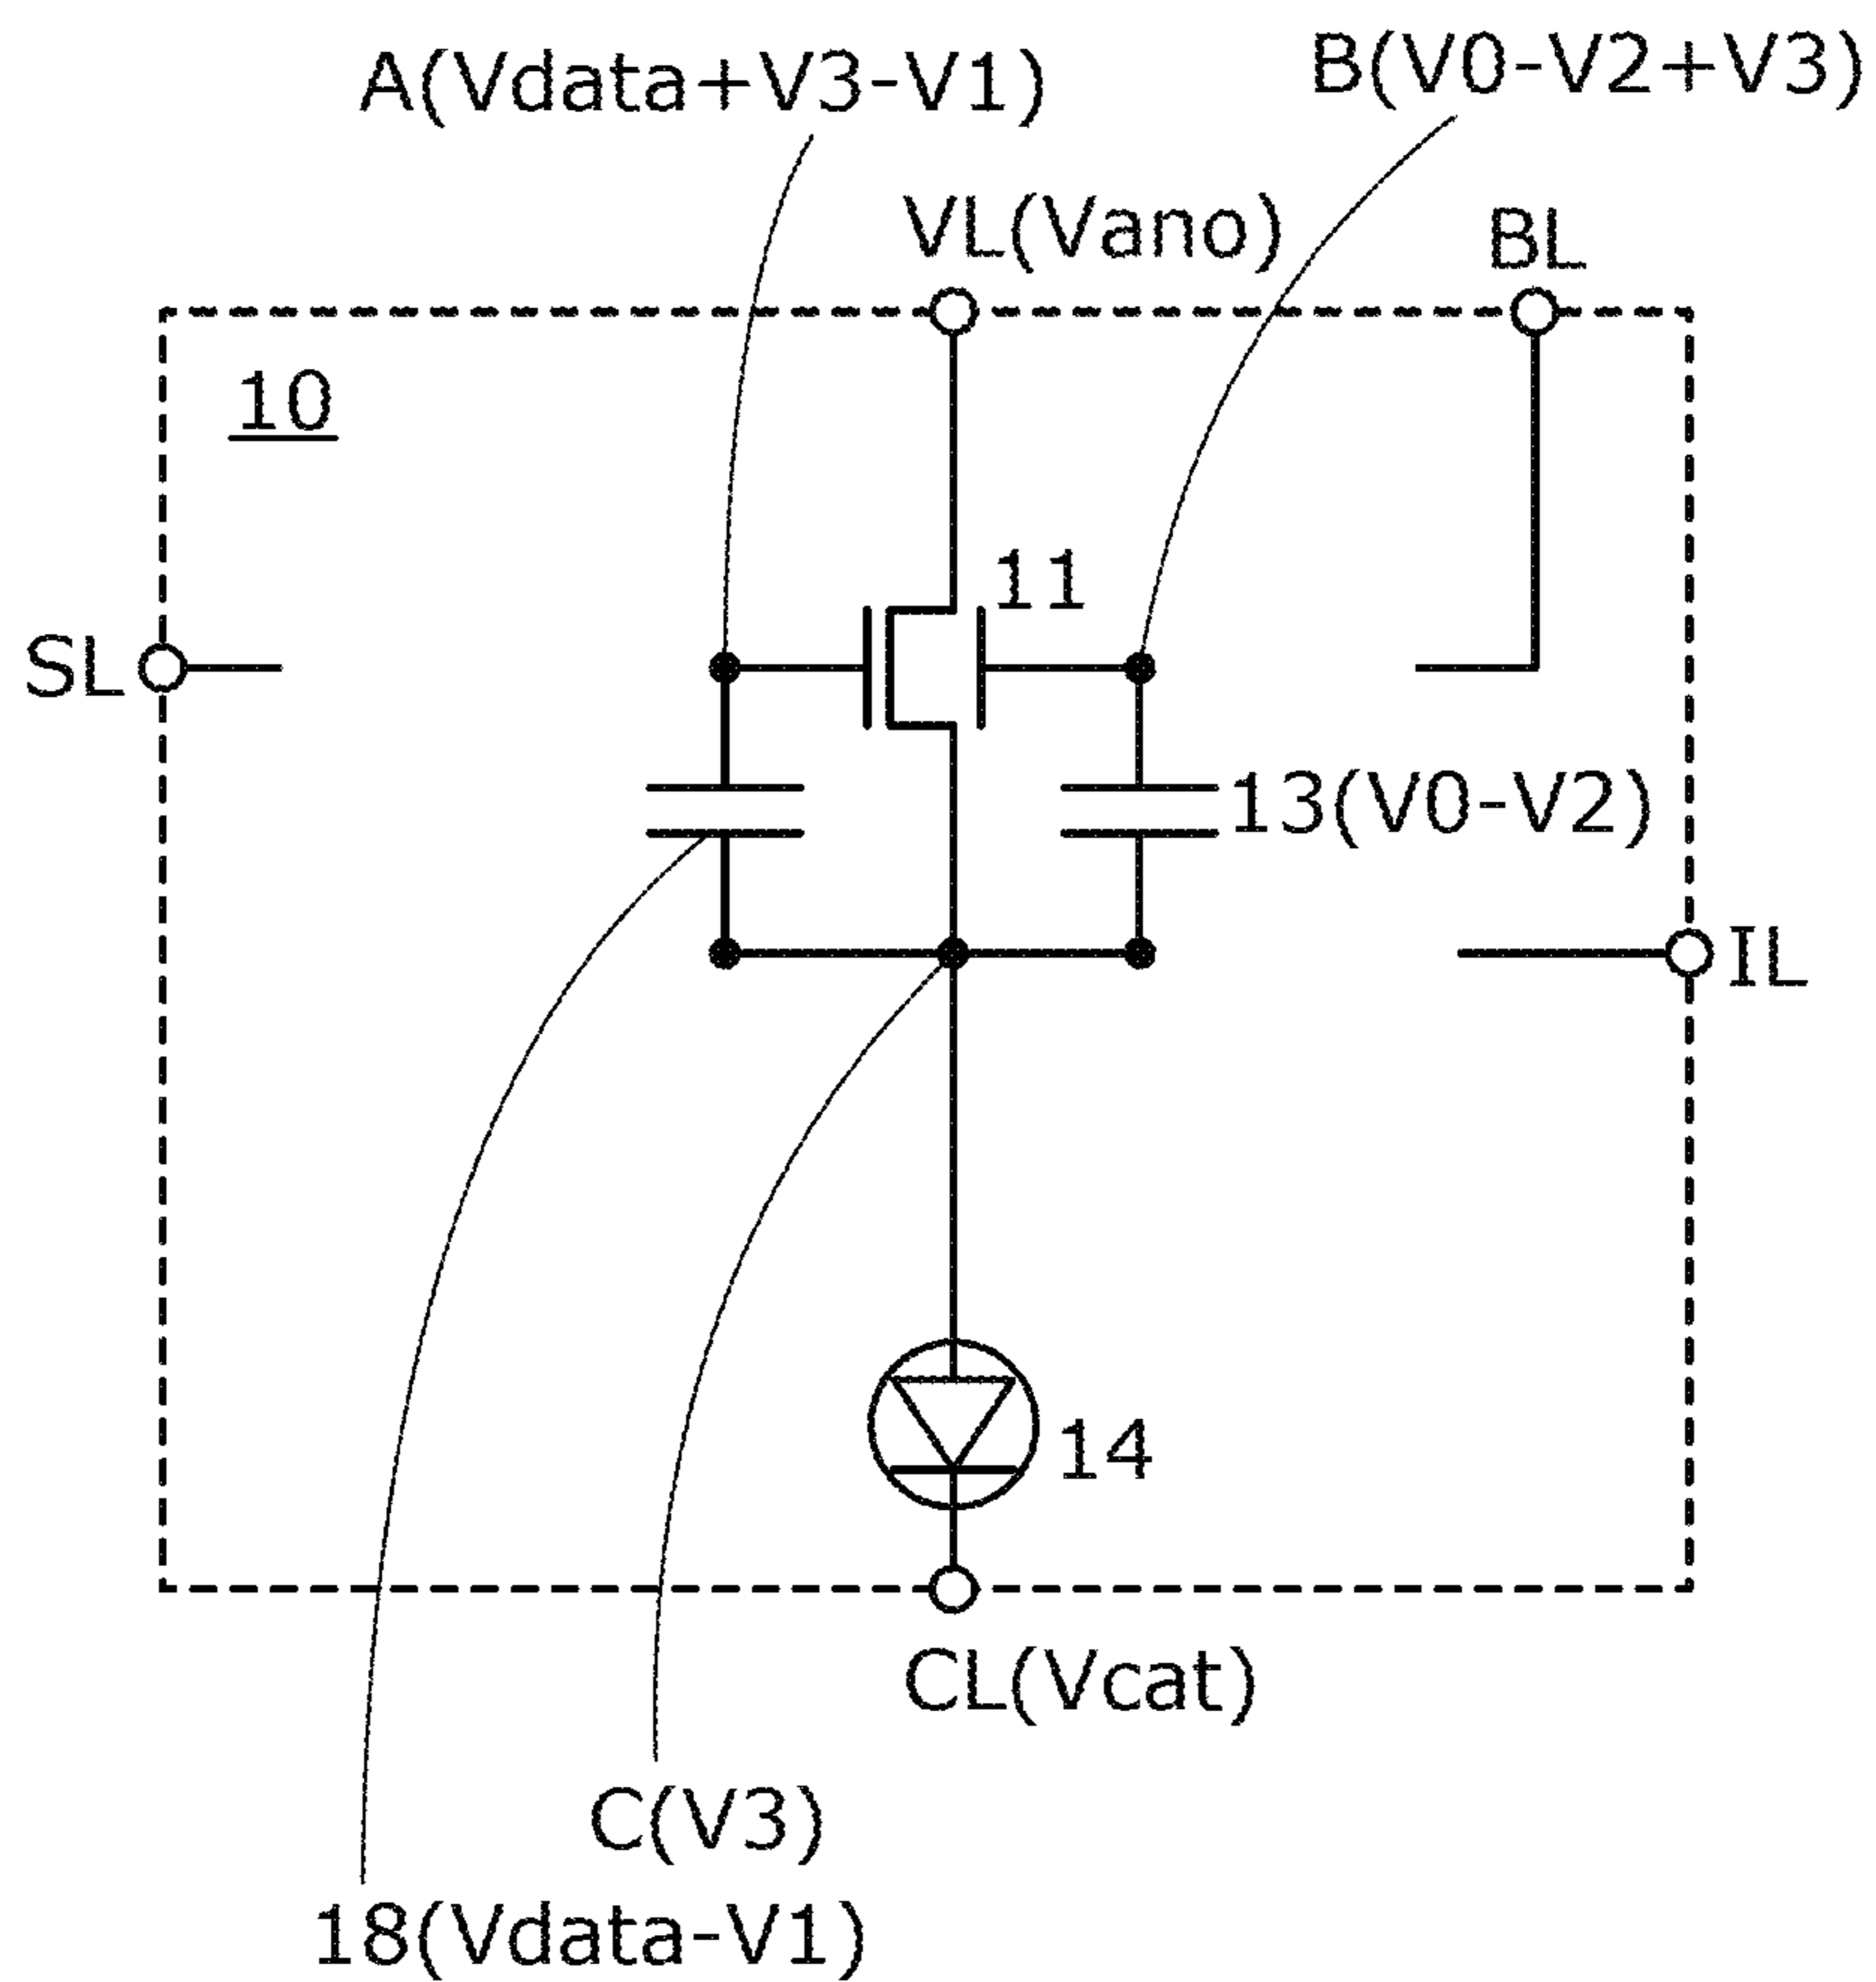 A(Vdata+V3-V1)
B(V0-V2+V3)
VL(Vano)
BL
10
11
SL
13(V0-V2)
IL
14
CL(Vcat)
C(V3)
18(Vdata-V1)